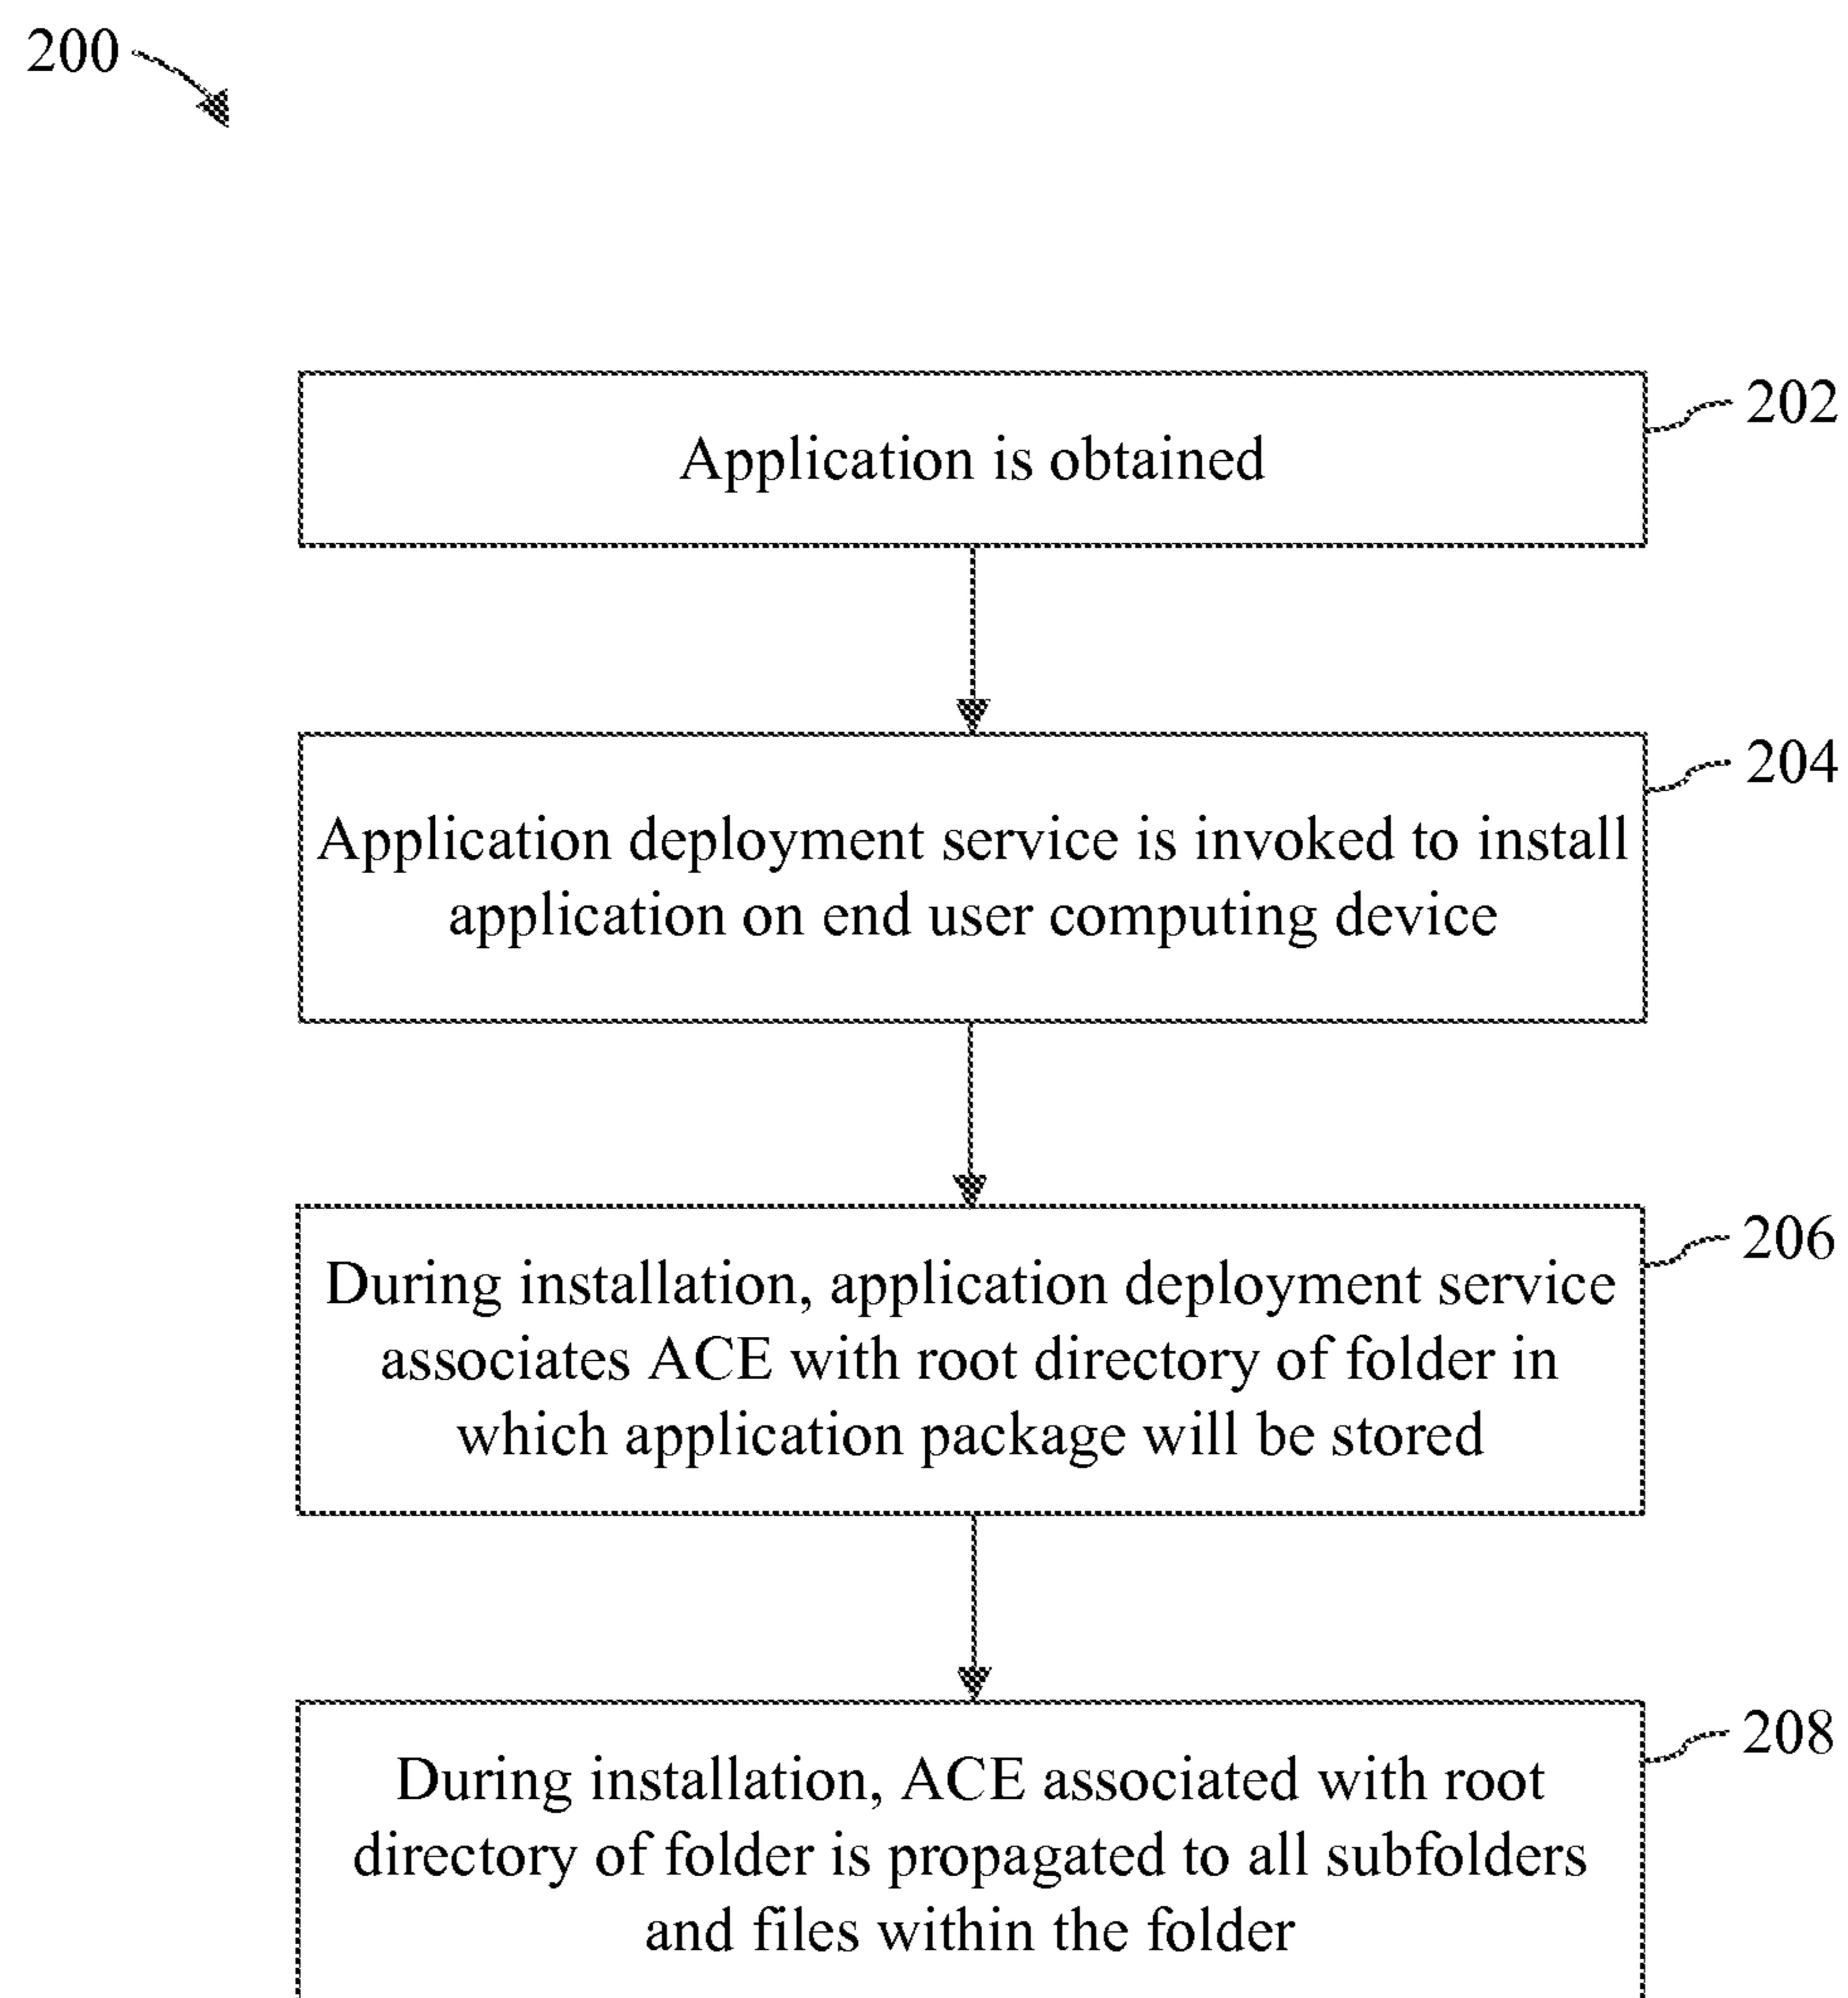 200
202
Application is obtained
204
Application deployment service is invoked to install
application on end user computing device
206
During installation, application deployment service
associates ACE with root directory of folder in
which application package will be stored
208
During installation, ACE associated with root
directory of folder is propagated to all subfolders
and files within the folder